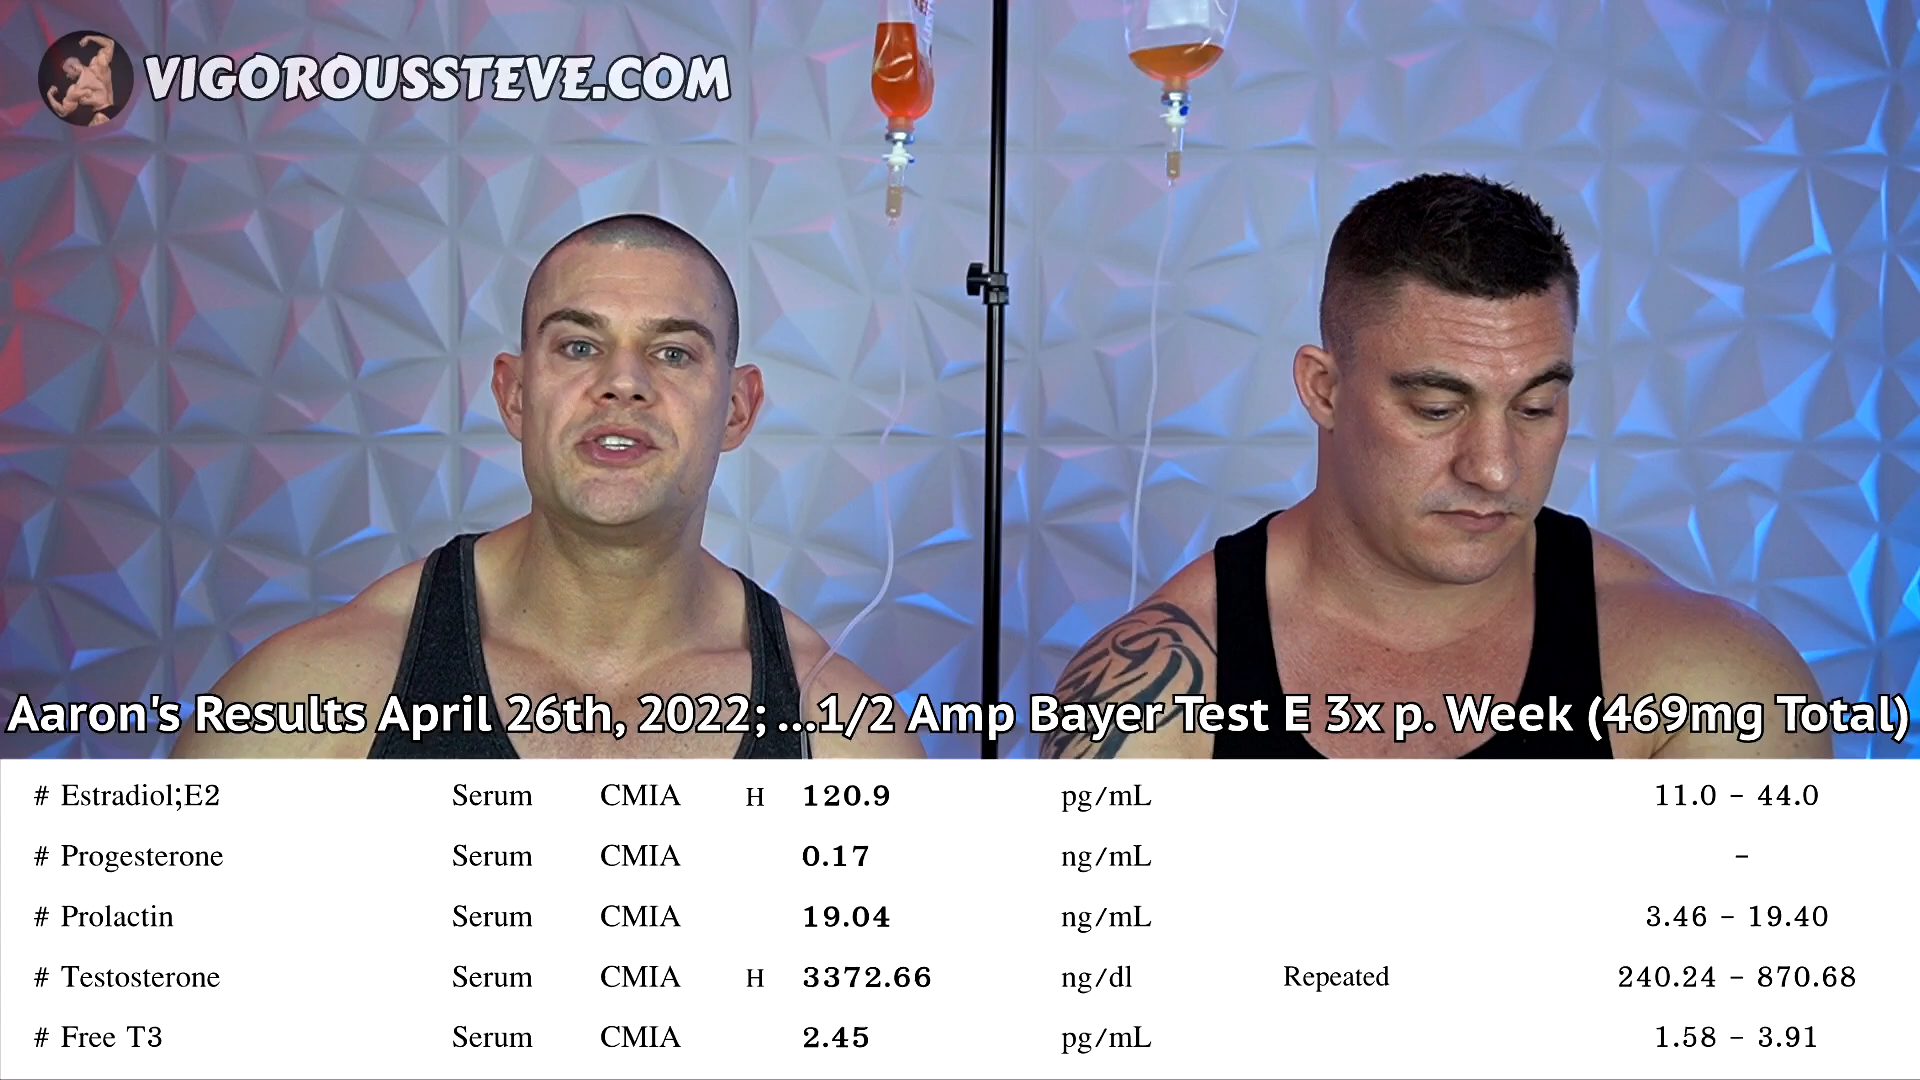 VIGOROUSSTEVE.COM
Aaron's Results April 26th, 2022; ...1/2 Amp Bayer Test E 3x p. Week (469mg Total)
# Estradiol;E2 Serum CMIA H 120.9 pg/mL 11.0 - 44.0
# Progesterone Serum CMIA 0.17 ng/mL -
# Prolactin Serum CMIA 19.04 ng/mL 3.46 - 19.40
# Testosterone Serum CMIA H 3372.66 ng/dl Repeated 240.24 - 870.68
# Free T3 Serum CMIA 2.45 pg/mL 1.58 - 3.91